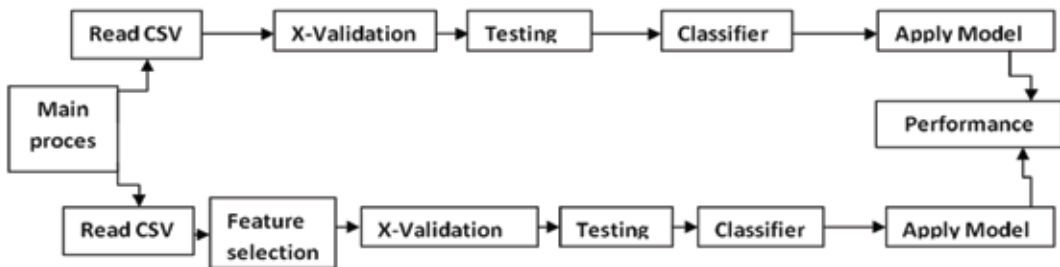 Read CSV
X-Validation
Testing
Classifier
Apply Model
Main
proces
Performance
Read CSV
Feature
selection
X-Validation
Testing
Classifier
Apply Model